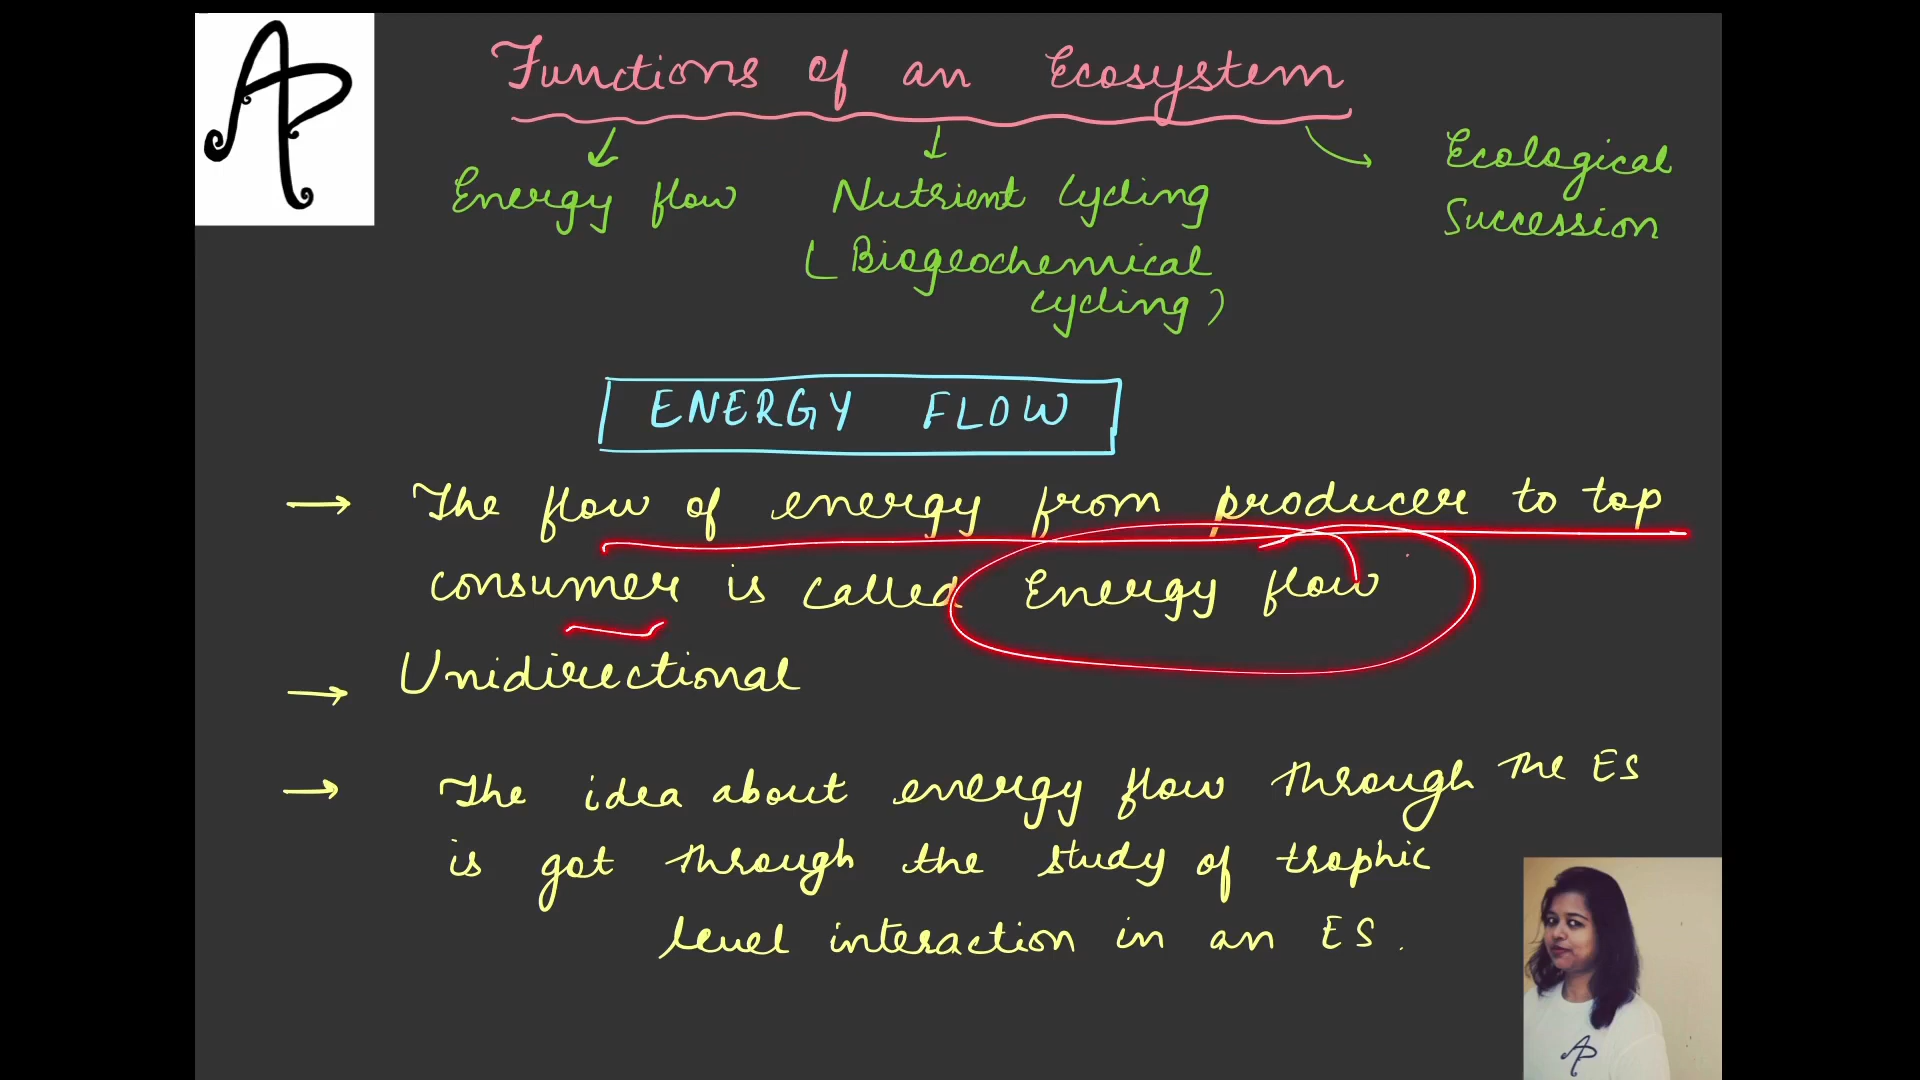 AP
Functions of an Ecosystem
Energy flow
Nutrient Cycling
(Biogeochemical
cycling)
Ecological
Succession
ENERGY FLOW
→ The flow of energy from producer to top
consumer is called Energy flow
→ Unidirectional
→ The idea about energy flow through the ES
is got through the study of trophic
level interaction in an ES.
AP